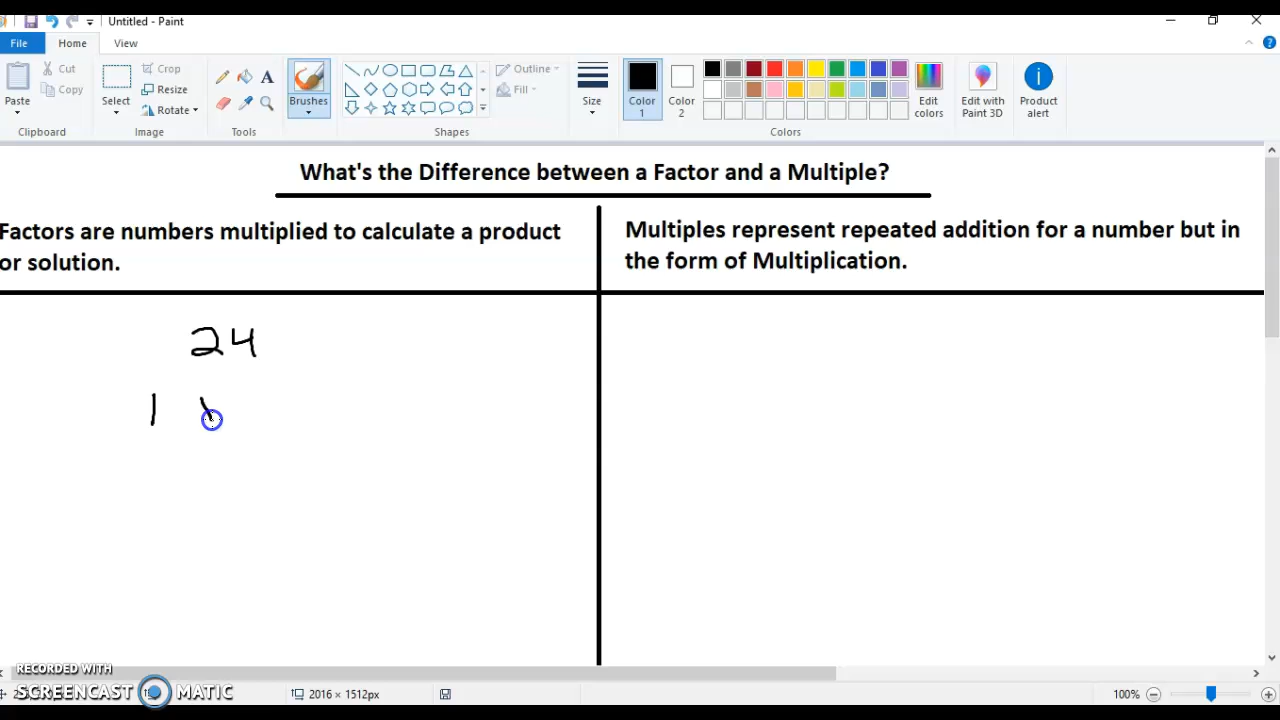 Untitled - Paint
File Home View
Cut
Copy
Paste
Clipboard
Select
Crop
Resize
Rotate
Image
A
Tools
Brushes
Outline
Fill
Shapes
Size
Color 1
Color 2
Edit colors
Colors
Edit with Paint 3D
Product alert
What's the Difference between a Factor and a Multiple?
Factors are numbers multiplied to calculate a product
or solution.
Multiples represent repeated addition for a number but in
the form of Multiplication.
24
1
RECORDED WITH
SCREENCAST MATIC
2016 × 1512px
100%